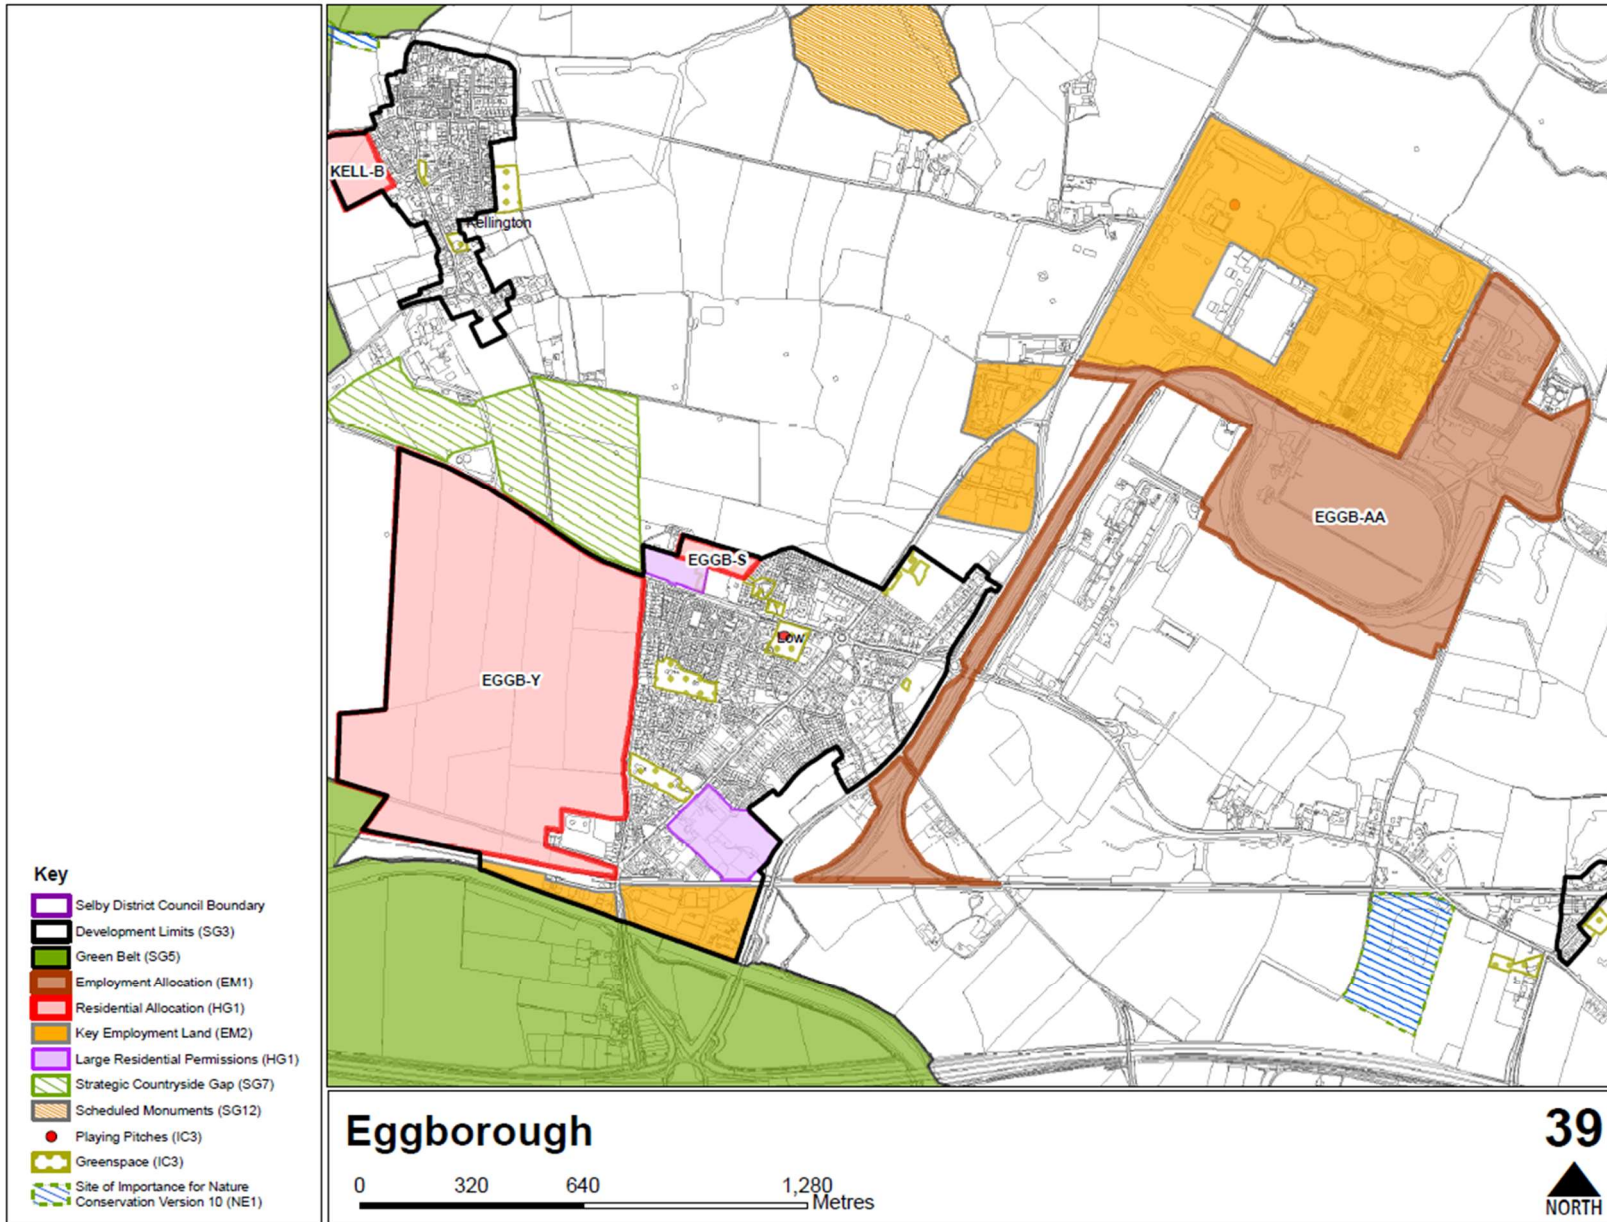 KELL-B
Kellington
EGGB-AA
EGGB-S
Low
EGGB-Y
Key
Selby District Council Boundary
Development Limits (SG3)
Green Belt (SG5)
Employment Allocation (EM1)
Residential Allocation (HG1)
Key Employment Land (EM2)
Large Residential Permissions (HG1)
Strategic Countryside Gap (SG7)
Scheduled Monuments (SG12)
Playing Pitches (IC3)
Greenspace (IC3)
Site of Importance for Nature
Conservation Version 10 (NE1)
Eggborough
39
0 320 640 1,280
Metres
NORTH